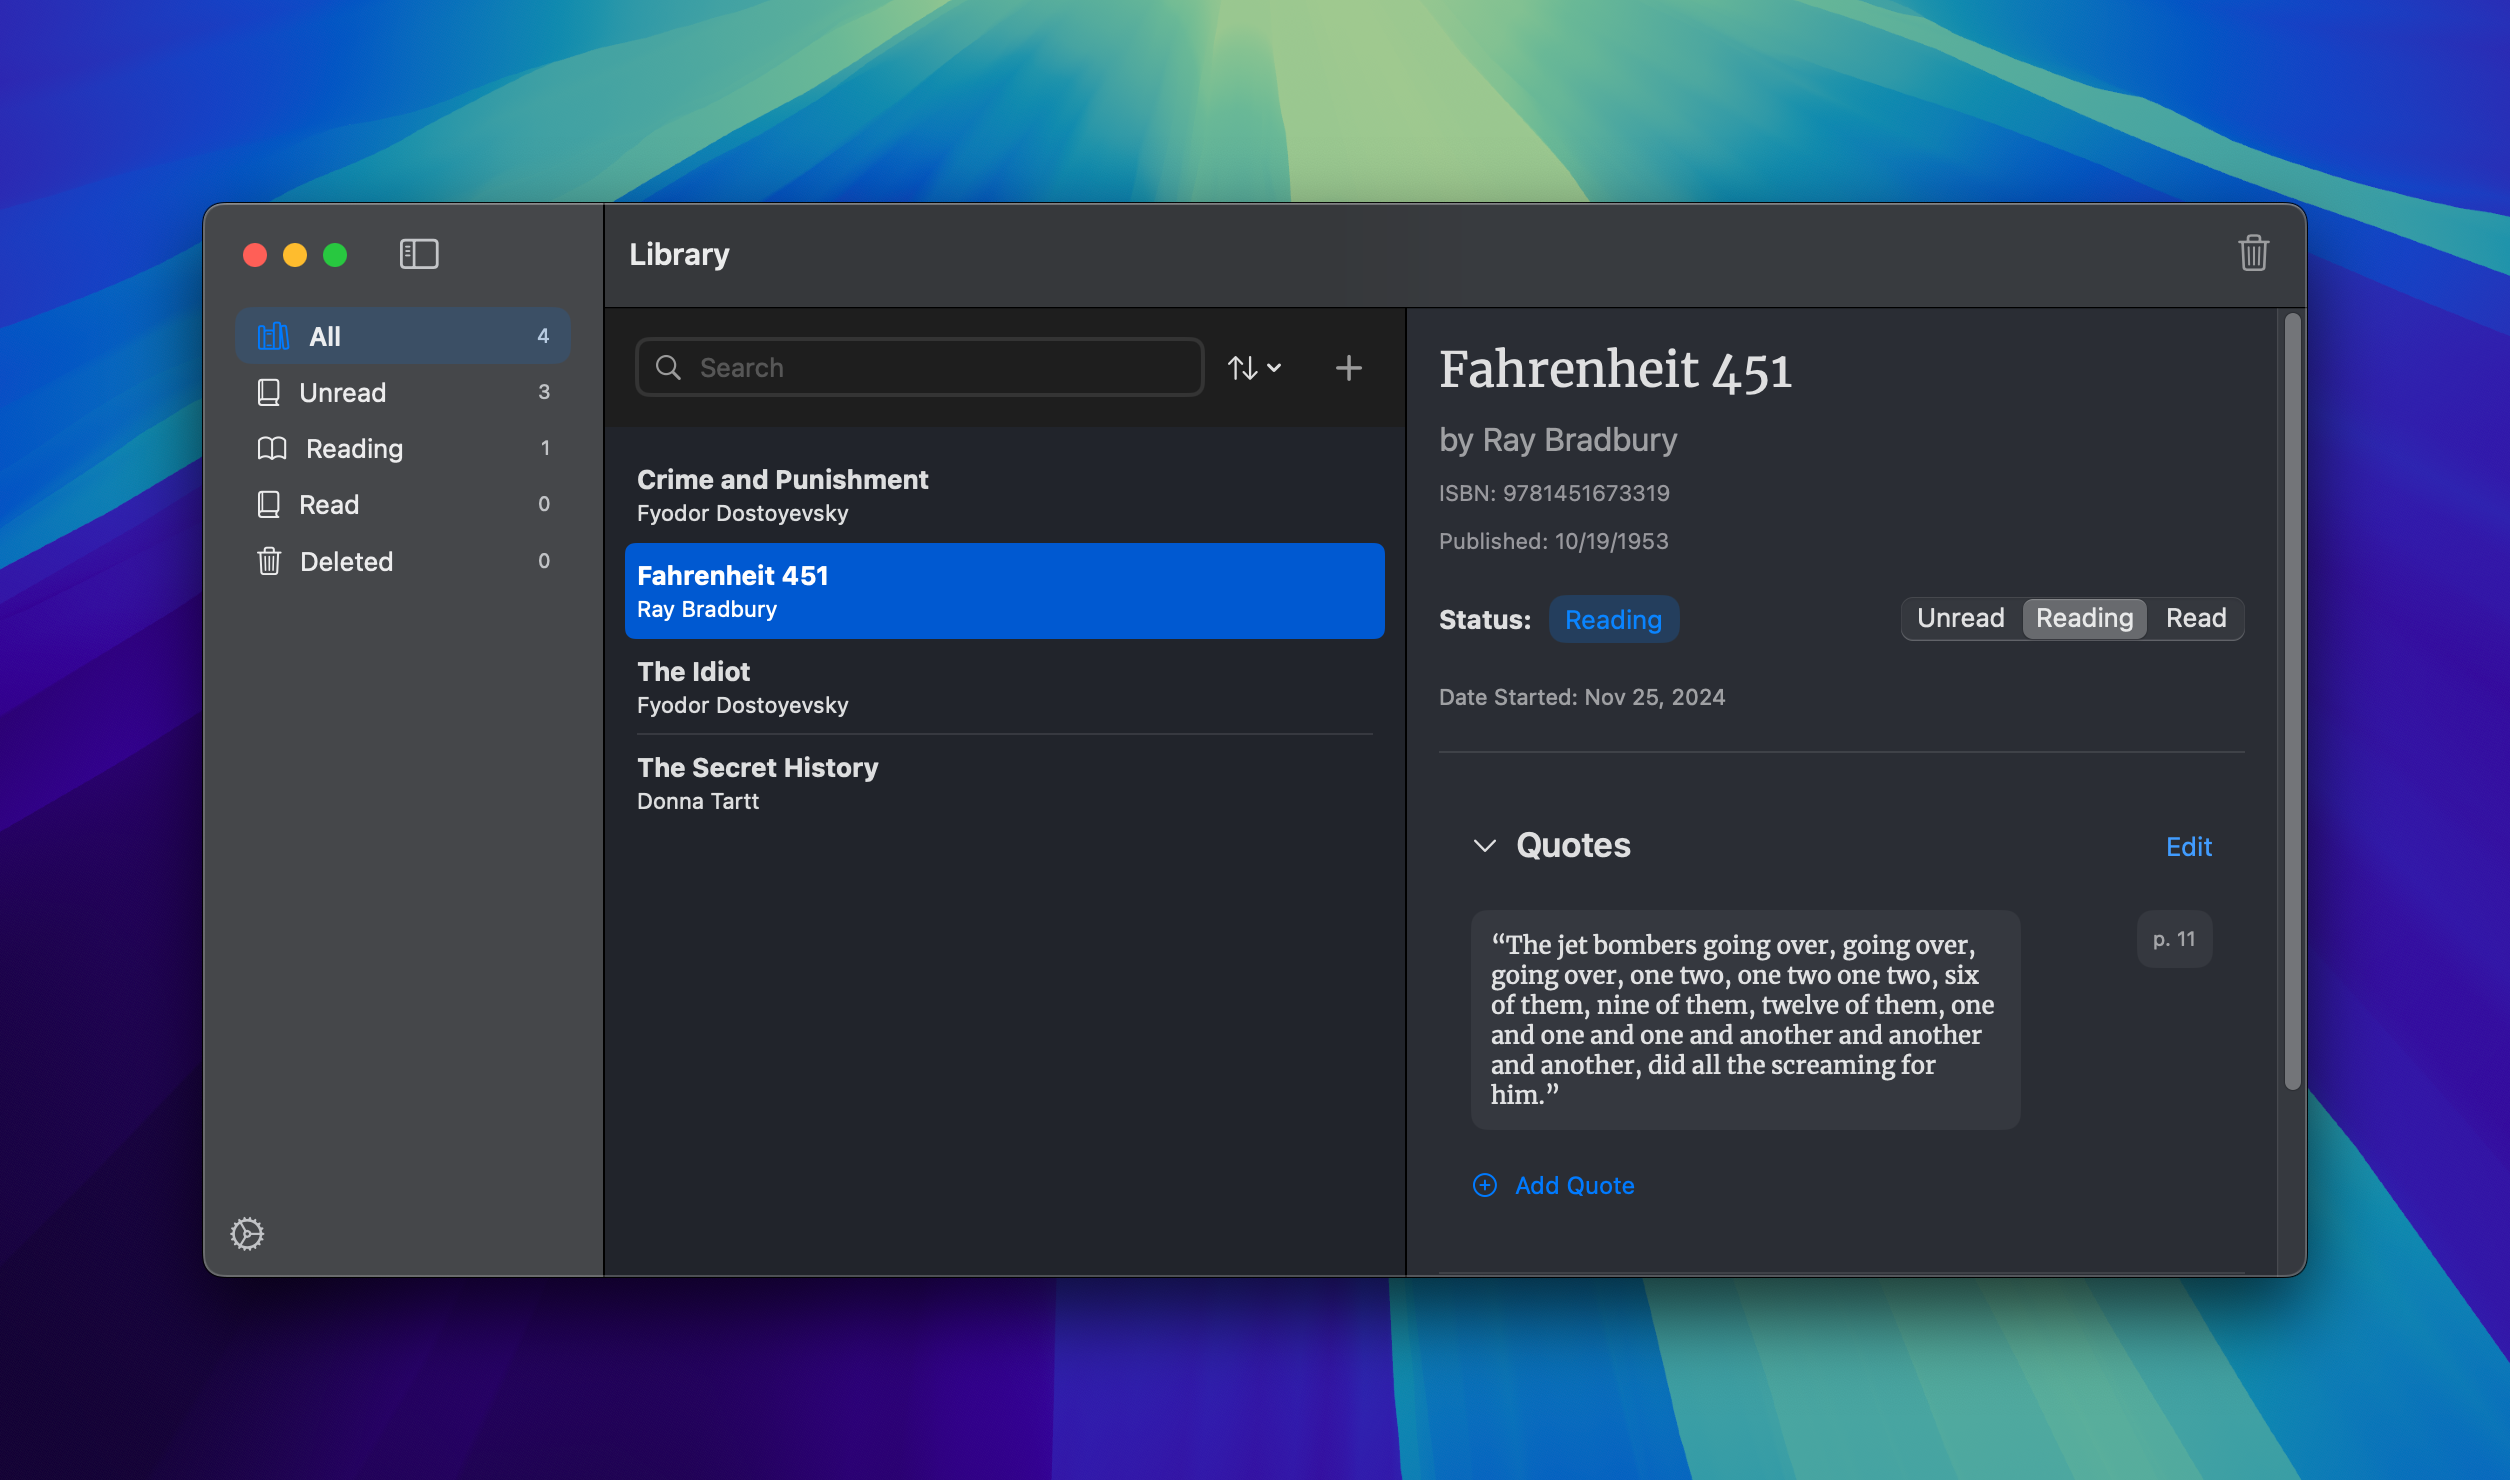 Library
All 4
Unread 3
Reading 1
Read 0
Deleted 0
Search
Crime and Punishment
Fyodor Dostoyevsky
Fahrenheit 451
Ray Bradbury
The Idiot
Fyodor Dostoyevsky
The Secret History
Donna Tartt
Fahrenheit 451
by Ray Bradbury
ISBN: 9781451673319
Published: 10/19/1953
Status: Reading Unread Reading Read
Date Started: Nov 25, 2024
Quotes Edit
“The jet bombers going over, going over,
going over, one two, one two one two, six
of them, nine of them, twelve of them, one
and one and one and another and another
and another, did all the screaming for
him.”
p. 11
Add Quote